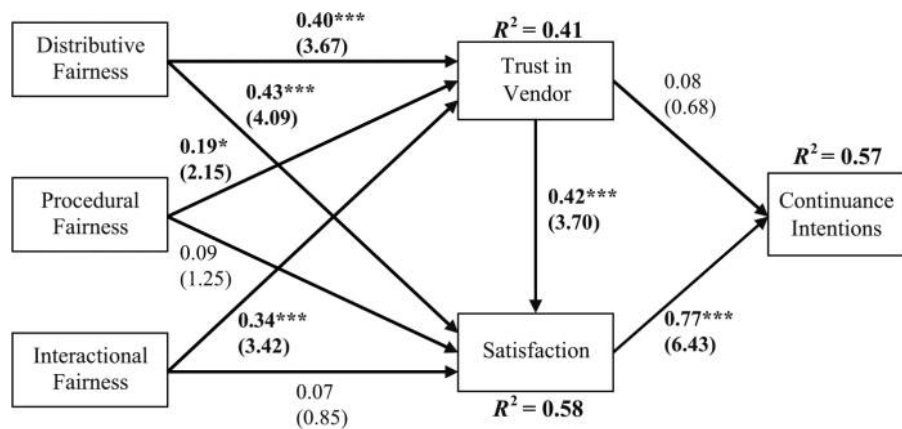 0.40***
(3.67)
R² = 0.41
Distributive
Fairness
Trust in
Vendor
0.43***
(4.09)
0.08
(0.68)
0.19*
(2.15)
R² = 0.57
Procedural
Fairness
0.42***
(3.70)
Continuance
Intentions
0.09
(1.25)
0.34***
(3.42)
0.77***
(6.43)
Interactional
Fairness
Satisfaction
0.07
(0.85)
R² = 0.58